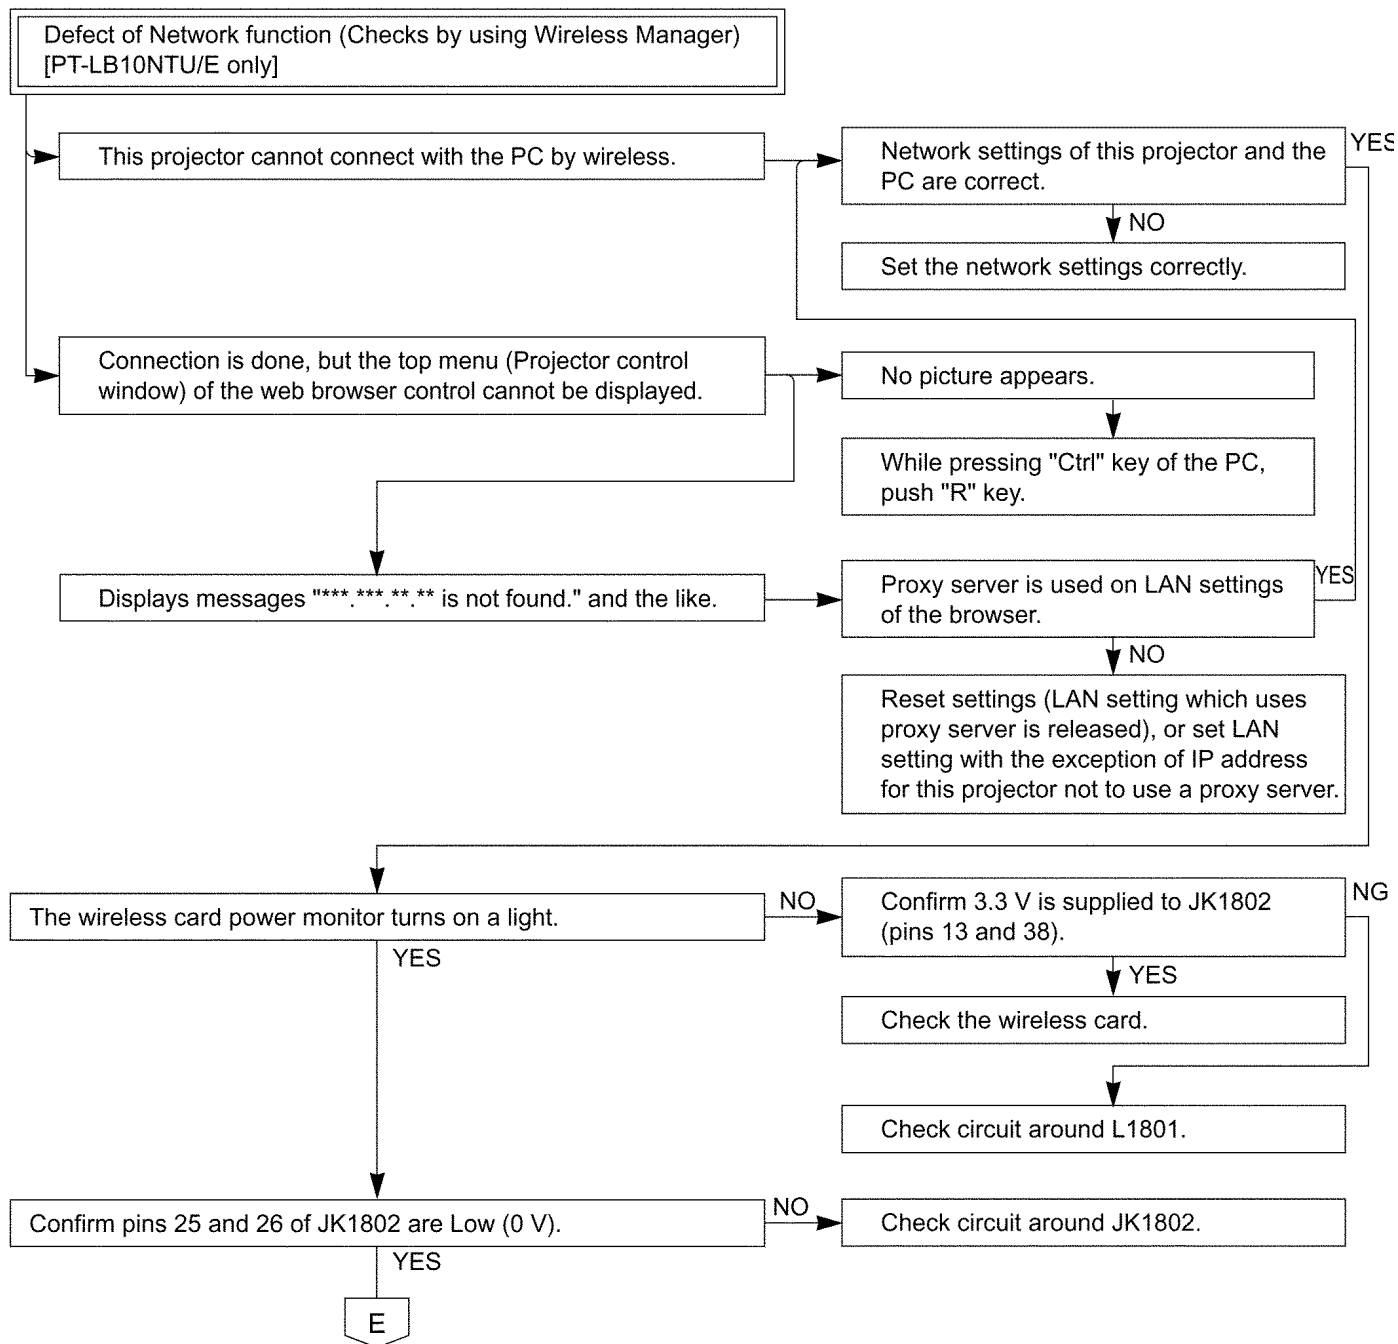 Defect of Network function (Checks by using Wireless Manager)
[PT-LB10NTU/E only]
This projector cannot connect with the PC by wireless.
Network settings of this projector and the
PC are correct.
YES
NO
Set the network settings correctly.
Connection is done, but the top menu (Projector control
window) of the web browser control cannot be displayed.
No picture appears.
While pressing "Ctrl" key of the PC,
push "R" key.
Displays messages "***.***.**.** is not found." and the like.
Proxy server is used on LAN settings
of the browser.
YES
NO
Reset settings (LAN setting which uses
proxy server is released), or set LAN
setting with the exception of IP address
for this projector not to use a proxy server.
The wireless card power monitor turns on a light.
NO
Confirm 3.3 V is supplied to JK1802
(pins 13 and 38).
NG
YES
YES
Check the wireless card.
Check circuit around L1801.
Confirm pins 25 and 26 of JK1802 are Low (0 V).
NO
Check circuit around JK1802.
YES
E